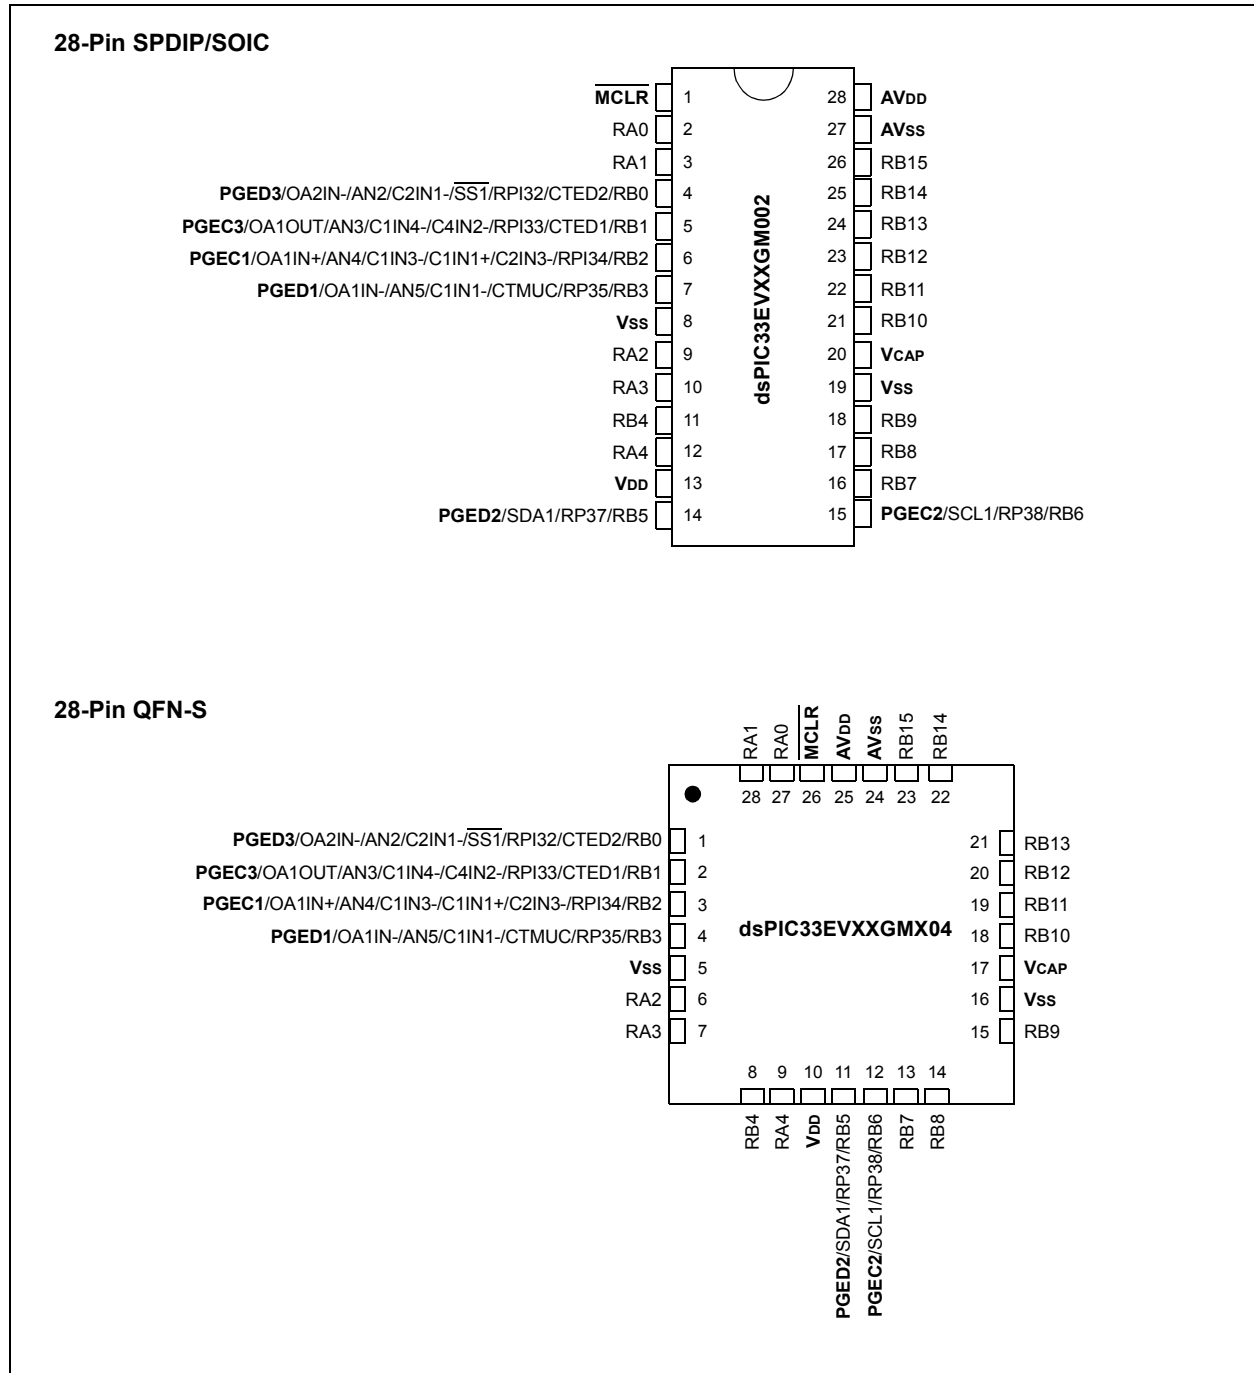 28-Pin SPDIP/SOIC
MCLR 1 28 AVDD
RA0 2 27 AVSS
RA1 3 26 RB15
PGED3/OA2IN-/AN2/C2IN1-/SS1/RPI32/CTED2/RB0 4 25 RB14
PGEC3/OA1OUT/AN3/C1IN4-/C4IN2-/RPI33/CTED1/RB1 5 24 RB13
PGEC1/OA1IN+/AN4/C1IN3-/C1IN1+/C2IN3-/RPI34/RB2 6 23 RB12
PGED1/OA1IN-/AN5/C1IN1-/CTMUC/RP35/RB3 7 22 RB11
VSS 8 21 RB10
RA2 9 20 VCAP
RA3 10 19 VSS
RB4 11 18 RB9
RA4 12 17 RB8
VDD 13 16 RB7
PGED2/SDA1/RP37/RB5 14 15 PGEC2/SCL1/RP38/RB6
dsPIC33EVXXGM002
28-Pin QFN-S
RA1 RA0 MCLR AVDD AVSS RB15 RB14
28 27 26 25 24 23 22
PGED3/OA2IN-/AN2/C2IN1-/SS1/RPI32/CTED2/RB0 1 21 RB13
PGEC3/OA1OUT/AN3/C1IN4-/C4IN2-/RPI33/CTED1/RB1 2 20 RB12
PGEC1/OA1IN+/AN4/C1IN3-/C1IN1+/C2IN3-/RPI34/RB2 3 19 RB11
PGED1/OA1IN-/AN5/C1IN1-/CTMUC/RP35/RB3 4 dsPIC33EVXXGMX04 18 RB10
VSS 5 17 VCAP
RA2 6 16 VSS
RA3 7 15 RB9
8 9 10 11 12 13 14
RB4 RA4 VDD PGED2/SDA1/RP37/RB5 PGEC2/SCL1/RP38/RB6 RB7 RB8